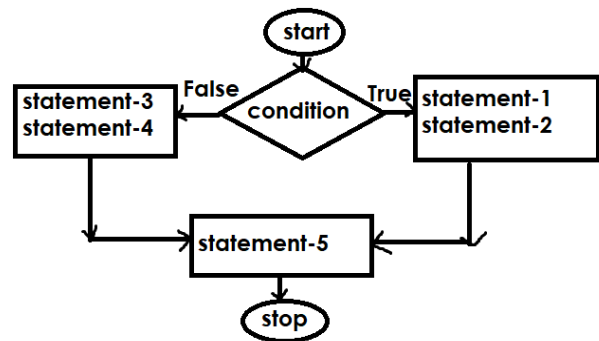 start
False
condition
True
statement-3
statement-4
statement-1
statement-2
statement-5
stop